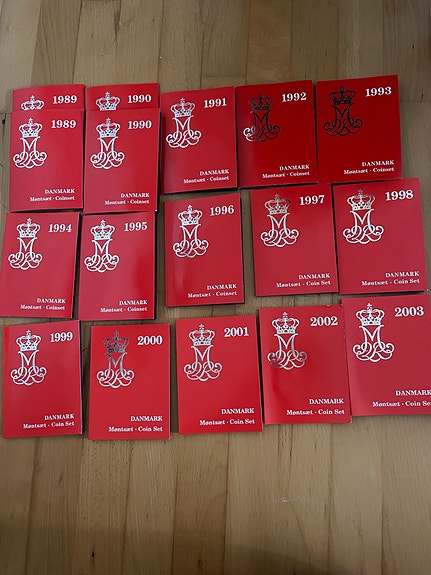 1989
1990
1989
DANMARK
Møntsæt · Coinset
1990
DANMARK
Møntsæt · Coinset
1991
DANMARK
Møntsæt · Coinset
1992
DANMARK
Møntsæt · Coinset
1993
DANMARK
Møntsæt · Coinset
1994
DANMARK
Møntsæt · Coinset
1995
DANMARK
Møntsæt · Coinset
1996
DANMARK
Møntsæt · Coinset
1997
DANMARK
Møntsæt · Coin Set
1998
DANMARK
Møntsæt · Coin Set
1999
DANMARK
Møntsæt · Coin Set
2000
DANMARK
Møntsæt · Coin Set
2001
DANMARK
Møntsæt · Coin Set
2002
DANMARK
Møntsæt · Coin Set
2003
DANMARK
Møntsæt · Coin Set